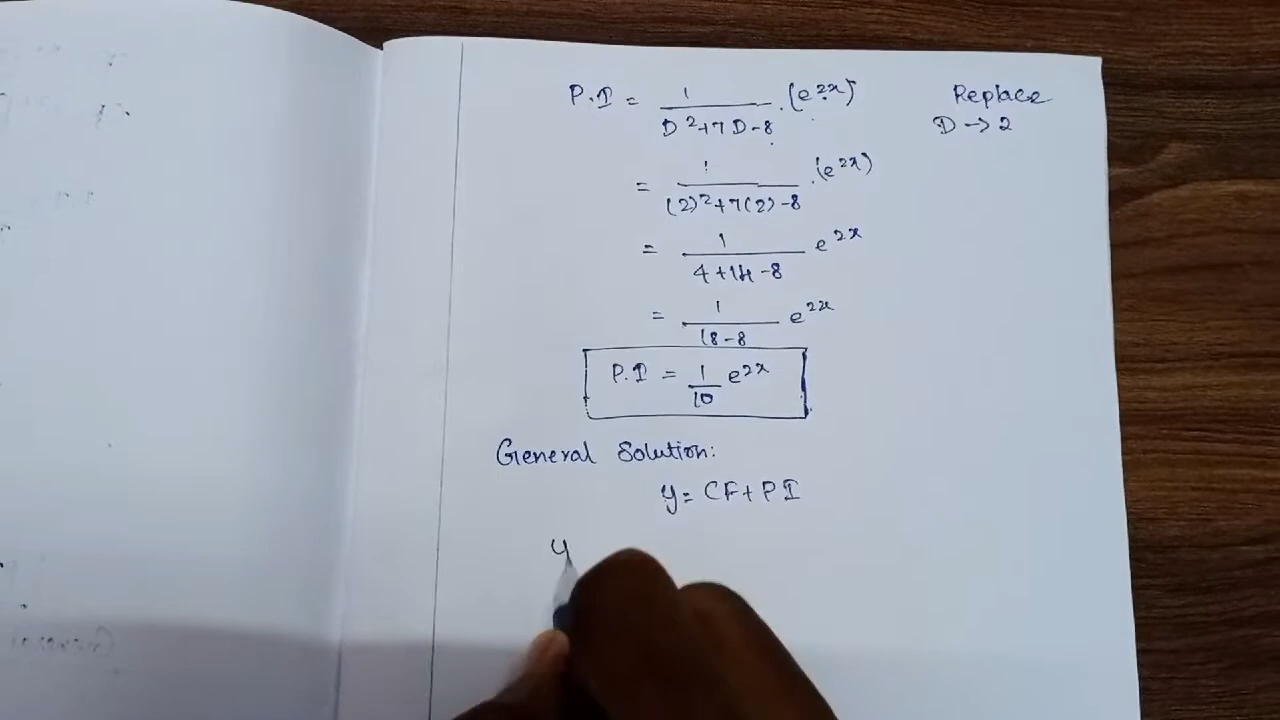 P.I = 1/(D²+7D-8) . (e^2x) Replace
D → 2
= 1/((2)²+7(2)-8) . (e^2x)
= 1/(4+14-8) e^2x
= 1/(18-8) e^2x
P.I = 1/10 e^2x
General Solution:
y = CF + PI
y